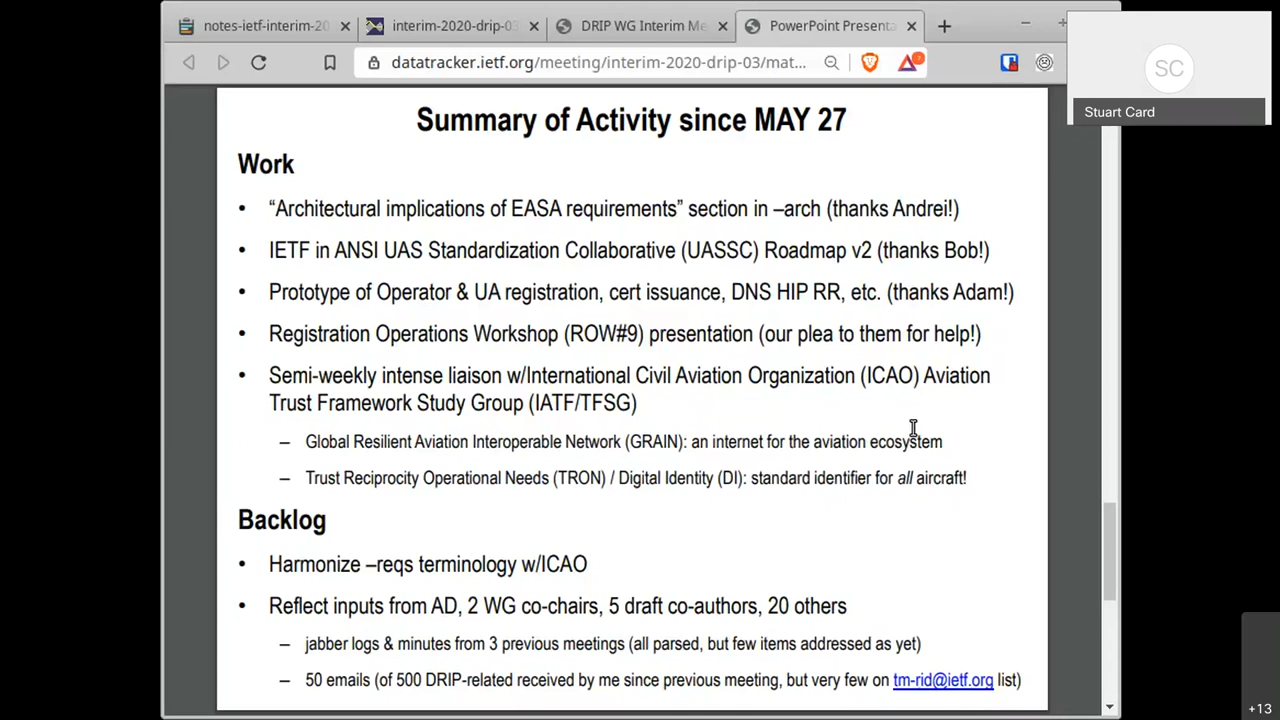 notes-ietf-interim-20
interim-2020-drip-03
DRIP WG Interim Me
PowerPoint Presenta
datatracker.ietf.org/meeting/interim-2020-drip-03/mat...
SC
Stuart Card
Summary of Activity since MAY 27
Work
• “Architectural implications of EASA requirements” section in –arch (thanks Andrei!)
• IETF in ANSI UAS Standardization Collaborative (UASSC) Roadmap v2 (thanks Bob!)
• Prototype of Operator & UA registration, cert issuance, DNS HIP RR, etc. (thanks Adam!)
• Registration Operations Workshop (ROW#9) presentation (our plea to them for help!)
• Semi-weekly intense liaison w/International Civil Aviation Organization (ICAO) Aviation
Trust Framework Study Group (IATF/TFSG)
– Global Resilient Aviation Interoperable Network (GRAIN): an internet for the aviation ecosystem
– Trust Reciprocity Operational Needs (TRON) / Digital Identity (DI): standard identifier for all aircraft!
Backlog
• Harmonize –reqs terminology w/ICAO
• Reflect inputs from AD, 2 WG co-chairs, 5 draft co-authors, 20 others
– jabber logs & minutes from 3 previous meetings (all parsed, but few items addressed as yet)
– 50 emails (of 500 DRIP-related received by me since previous meeting, but very few on tm-rid@ietf.org list)
+13